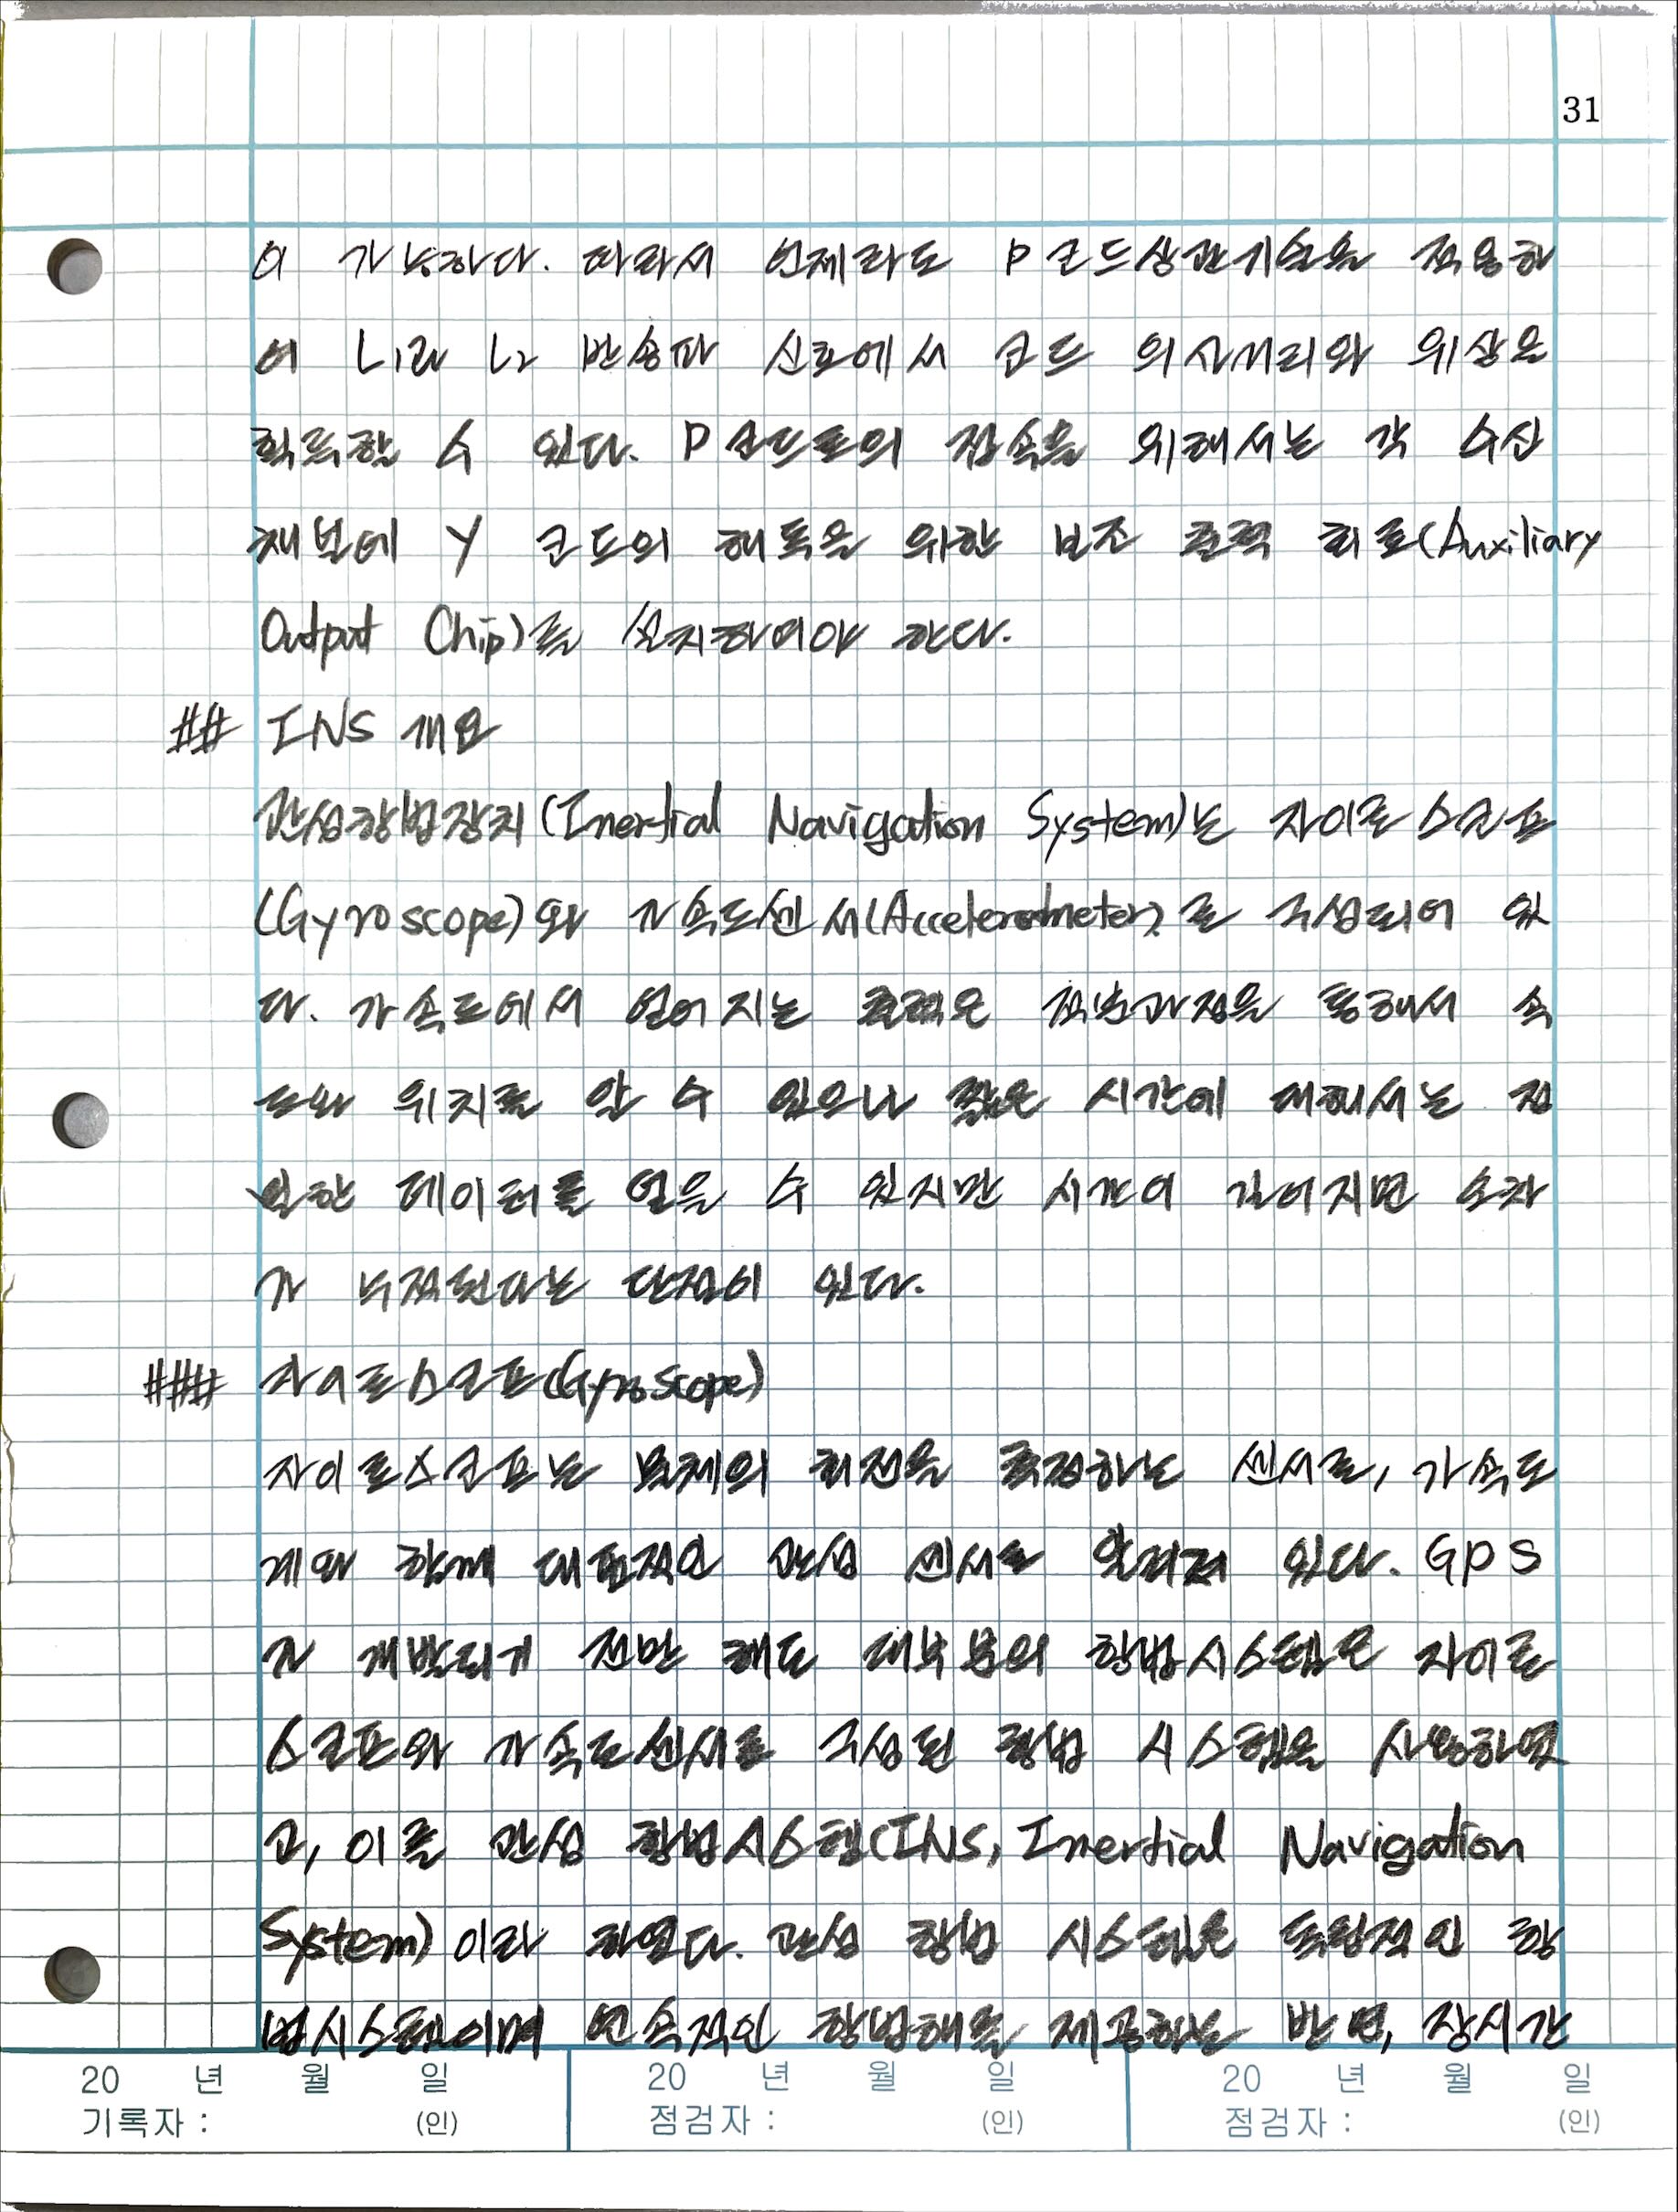 31
이 가능하다. 따라서 언제라도 P 코드상관기술을 적용하
여 L1과 L2 반송파 신호에서 코드 의사거리와 위상을
획득할 수 있다. P코드로의 접속을 위해서는 각 수신
채널에 Y 코드의 해독을 위한 보조 출력 회로(Auxiliary
Output Chip)를 설치하여야 한다.
## INS 개요
관성항법장치(Inertial Navigation System)는 자이로스코프
(Gyroscope)와 가속도센서(Accelerometer)로 구성되어 있
다. 가속도에서 얻어지는 출력은 적분과정을 통해서 속
도와 위치를 알 수 있으나 짧은 시간에 대해서는 정
밀한 데이터를 얻을 수 있지만 시간이 길어지면 오차
가 누적된다는 단점이 있다.
### 자이로스코프(Gyroscope)
자이로스코프는 물체의 회전을 측정하는 센서로, 가속도
계와 함께 대표적인 관성 센서로 알려져 있다. GPS
가 개발되기 전만 해도 대부분의 항법시스템은 자이로
스코프와 가속도센서로 구성된 항법 시스템을 사용하였
고, 이를 관성 항법시스템(INS, Inertial Navigation
System)이라 하였다. 관성 항법 시스템은 독립적인 항
법시스템이며 연속적인 항법해를 제공하는 반면, 장시간
20 년 월 일 20 년 월 일 20 년 월 일
기록자 : (인) 점검자 : (인) 점검자 : (인)